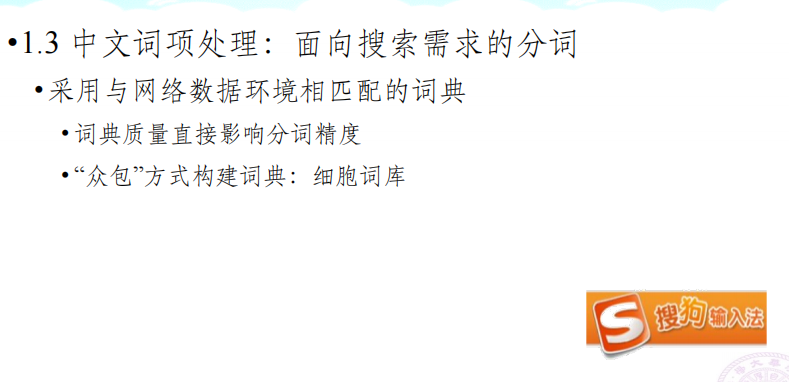 •1.3 中文词项处理：面向搜索需求的分词
•采用与网络数据环境相匹配的词典
•词典质量直接影响分词精度
•“众包”方式构建词典：细胞词库
S 搜狗输入法